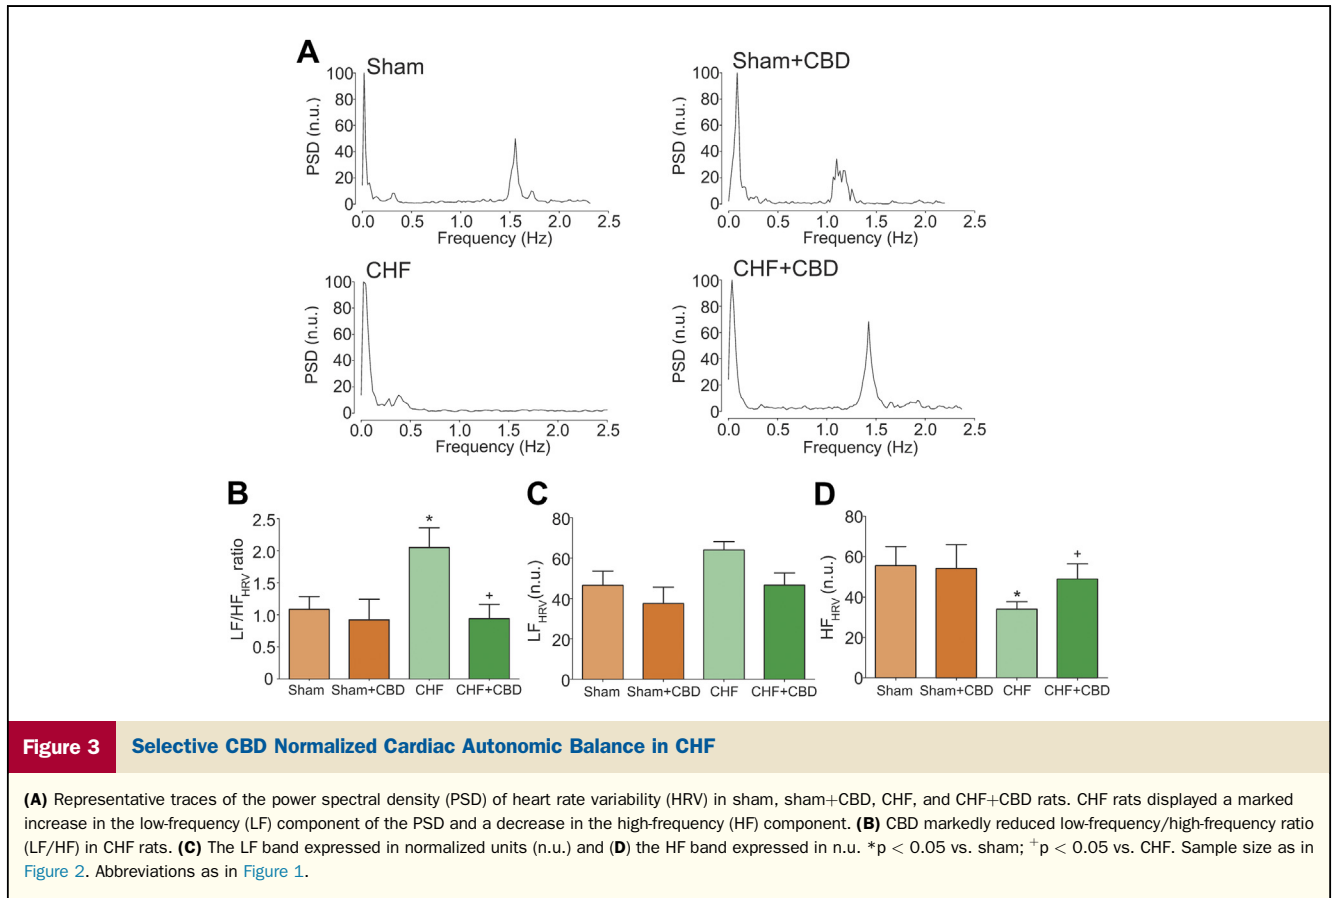 A
Sham
100
80
60
40
20
0
PSD (n.u.)
0.0 0.5 1.0 1.5 2.0 2.5
Frequency (Hz)
Sham+CBD
100
80
60
40
20
0
PSD (n.u.)
0.0 0.5 1.0 1.5 2.0 2.5
Frequency (Hz)
CHF
100
80
60
40
20
0
PSD (n.u.)
0.0 0.5 1.0 1.5 2.0 2.5
Frequency (Hz)
CHF+CBD
100
80
60
40
20
0
PSD (n.u.)
0.0 0.5 1.0 1.5 2.0 2.5
Frequency (Hz)
B
2.5
2.0
1.5
1.0
0.5
0
LF/HFHRV ratio
*
+
Sham Sham+CBD CHF CHF+CBD
C
80
60
40
20
0
LFHRV(n.u.)
Sham Sham+CBD CHF CHF+CBD
D
80
60
40
20
0
HFHRV (n.u.)
*
+
Sham Sham+CBD CHF CHF+CBD
Figure 3 Selective CBD Normalized Cardiac Autonomic Balance in CHF
(A) Representative traces of the power spectral density (PSD) of heart rate variability (HRV) in sham, sham+CBD, CHF, and CHF+CBD rats. CHF rats displayed a marked
increase in the low-frequency (LF) component of the PSD and a decrease in the high-frequency (HF) component. (B) CBD markedly reduced low-frequency/high-frequency ratio
(LF/HF) in CHF rats. (C) The LF band expressed in normalized units (n.u.) and (D) the HF band expressed in n.u. *p < 0.05 vs. sham; +p < 0.05 vs. CHF. Sample size as in
Figure 2. Abbreviations as in Figure 1.